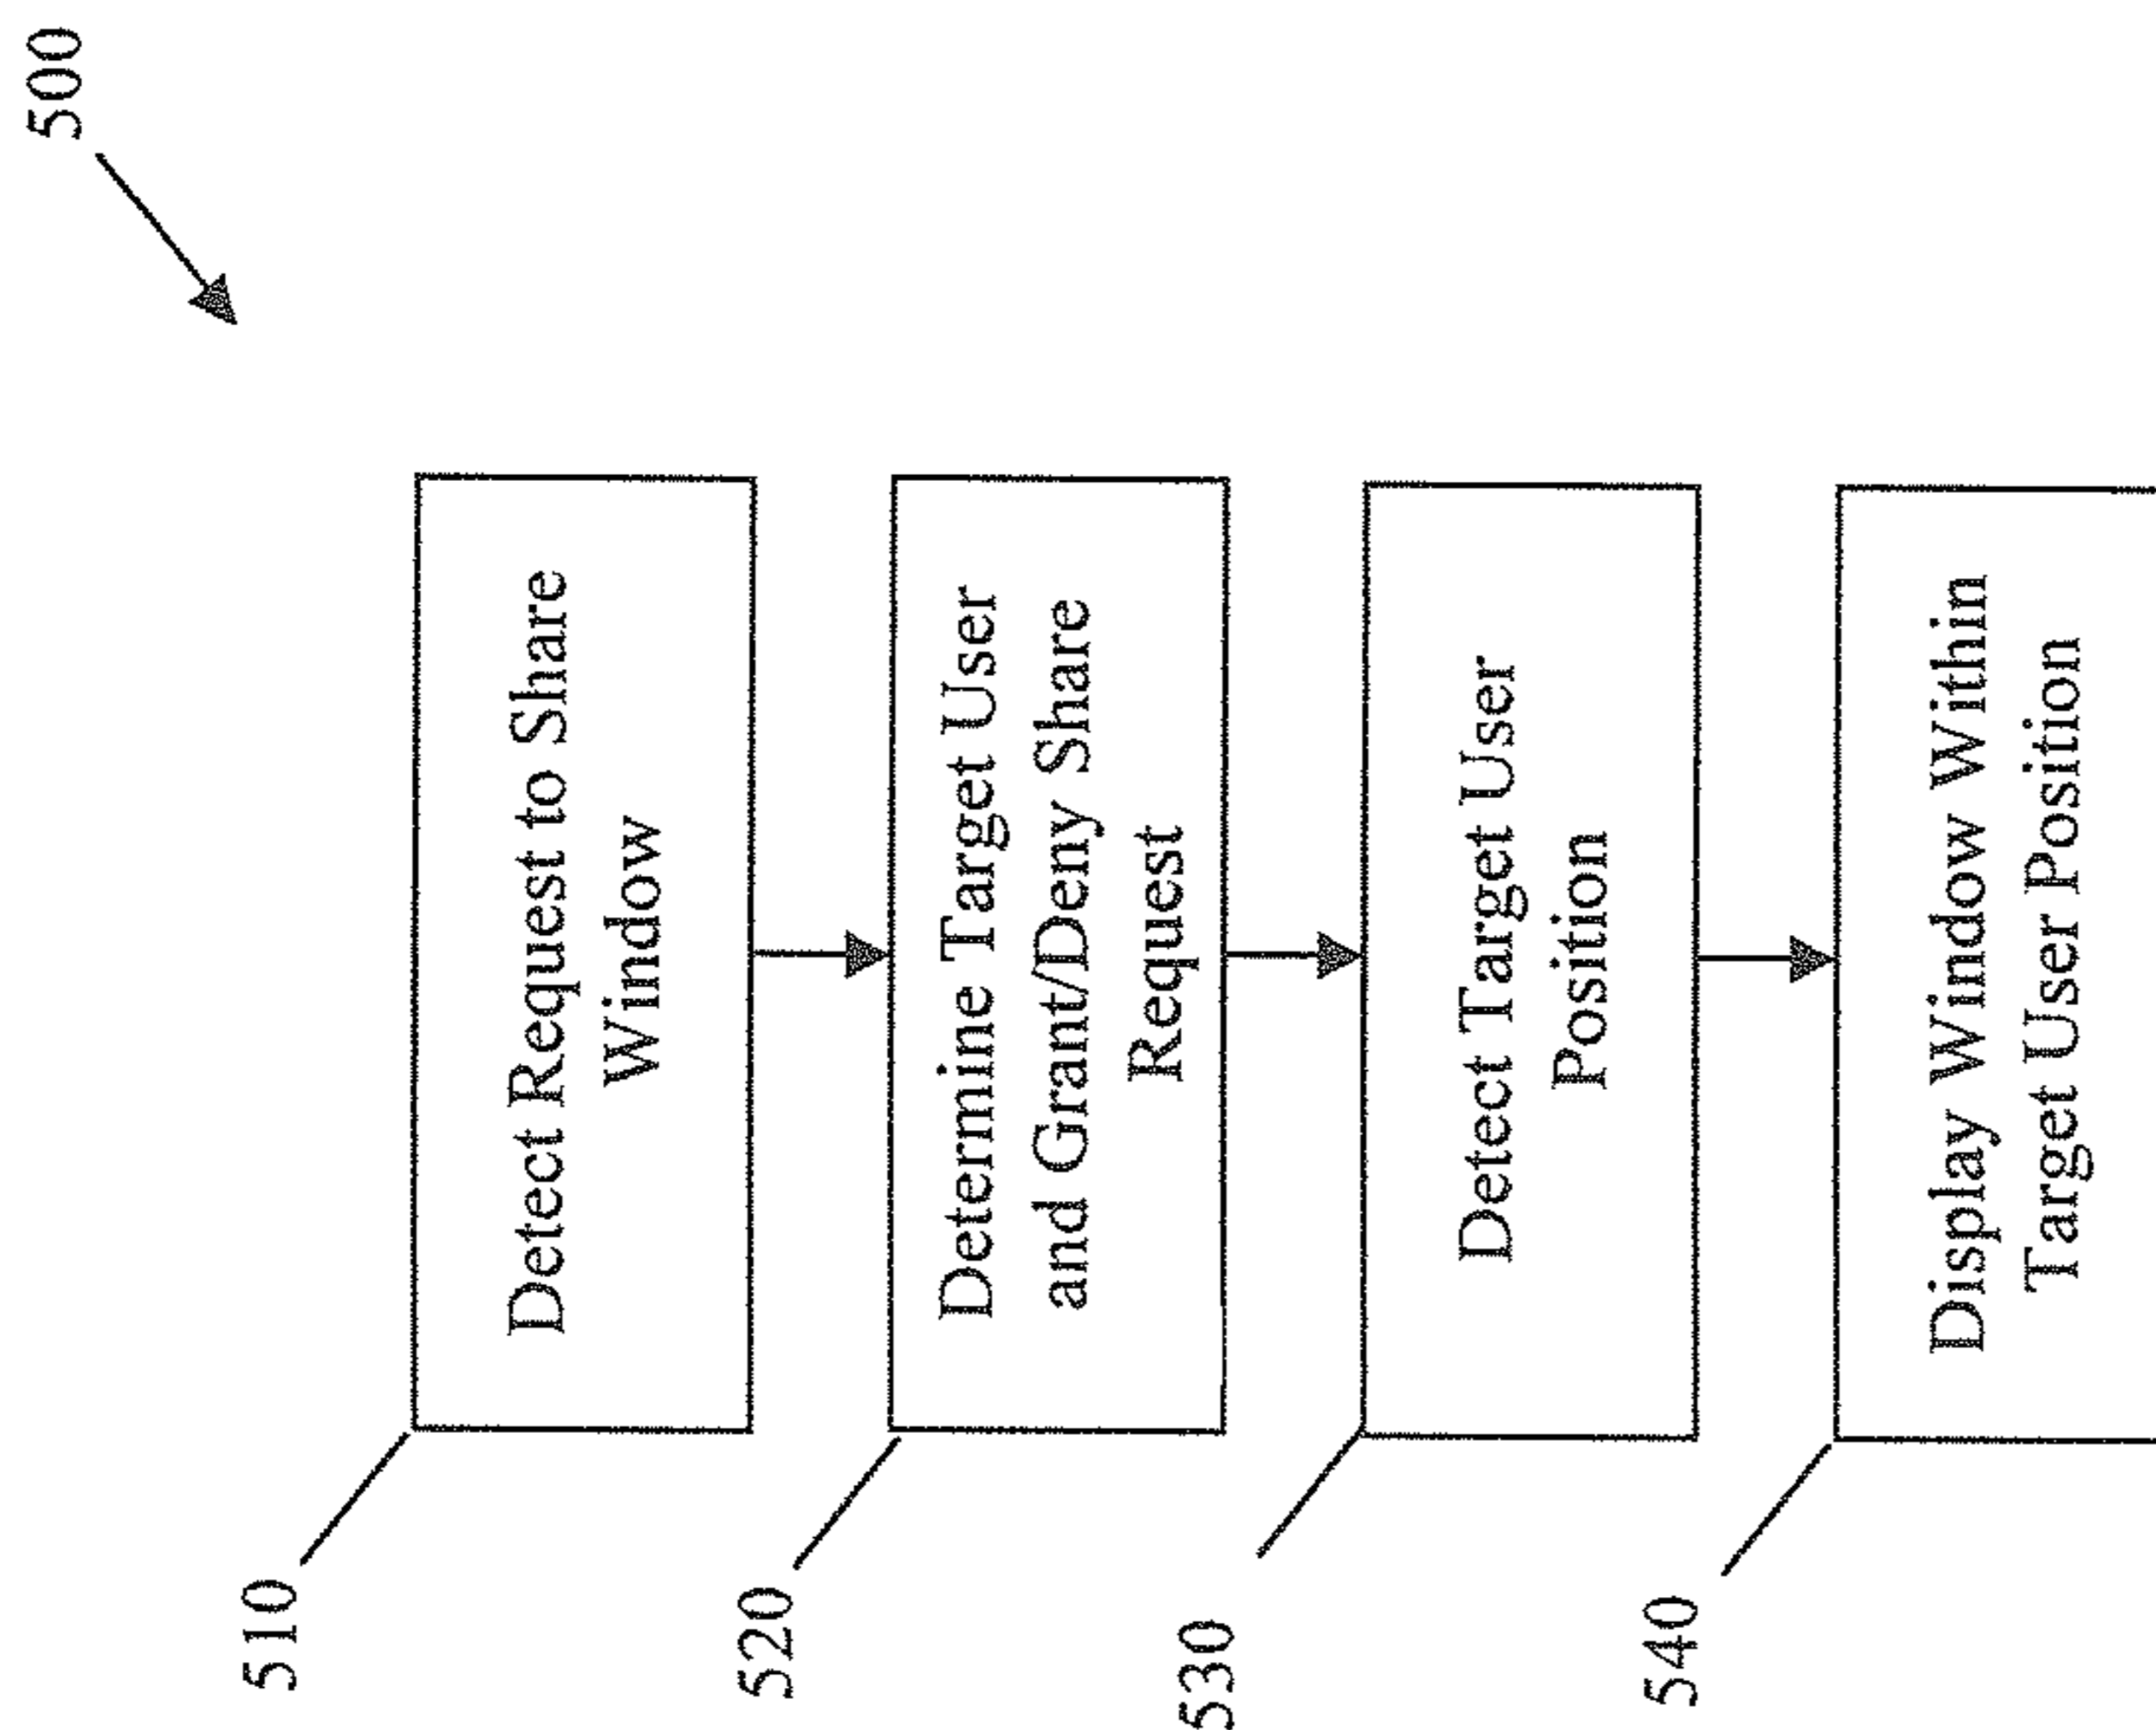 500
510
Detect Request to Share
Window
520
Determine Target User
and Grant/Deny Share
Request
530
Detect Target User
Position
540
Display Window Within
Target User Position